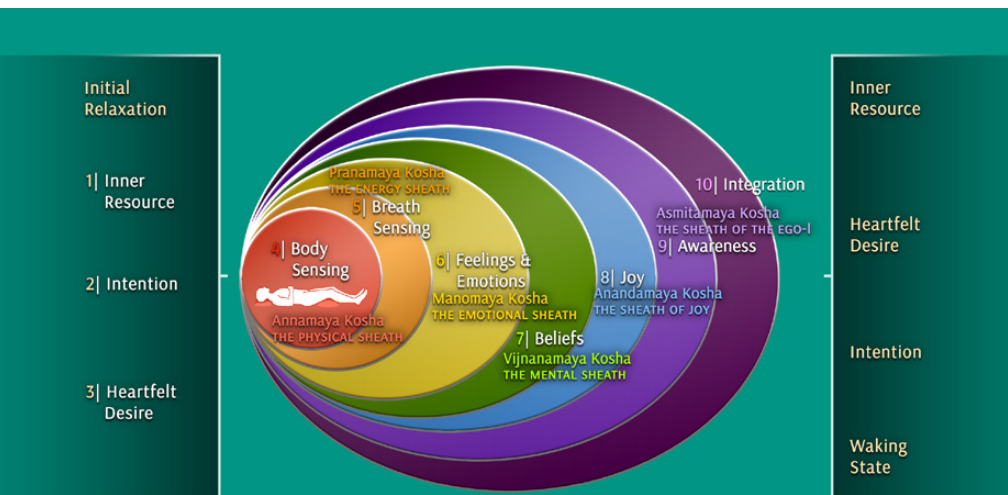 Initial
Relaxation
1| Inner
Resource
2| Intention
3| Heartfelt
Desire
4| Body
Sensing
Annamaya Kosha
THE PHYSICAL SHEATH
Pranamaya Kosha
THE ENERGY SHEATH
5| Breath
Sensing
6| Feelings &
Emotions
Manomaya Kosha
THE EMOTIONAL SHEATH
7| Beliefs
Vijnanamaya Kosha
THE MENTAL SHEATH
8| Joy
Anandamaya Kosha
THE SHEATH OF JOY
10| Integration
Asmitamaya Kosha
THE SHEATH OF THE EGO-I
9| Awareness
Inner
Resource
Heartfelt
Desire
Intention
Waking
State